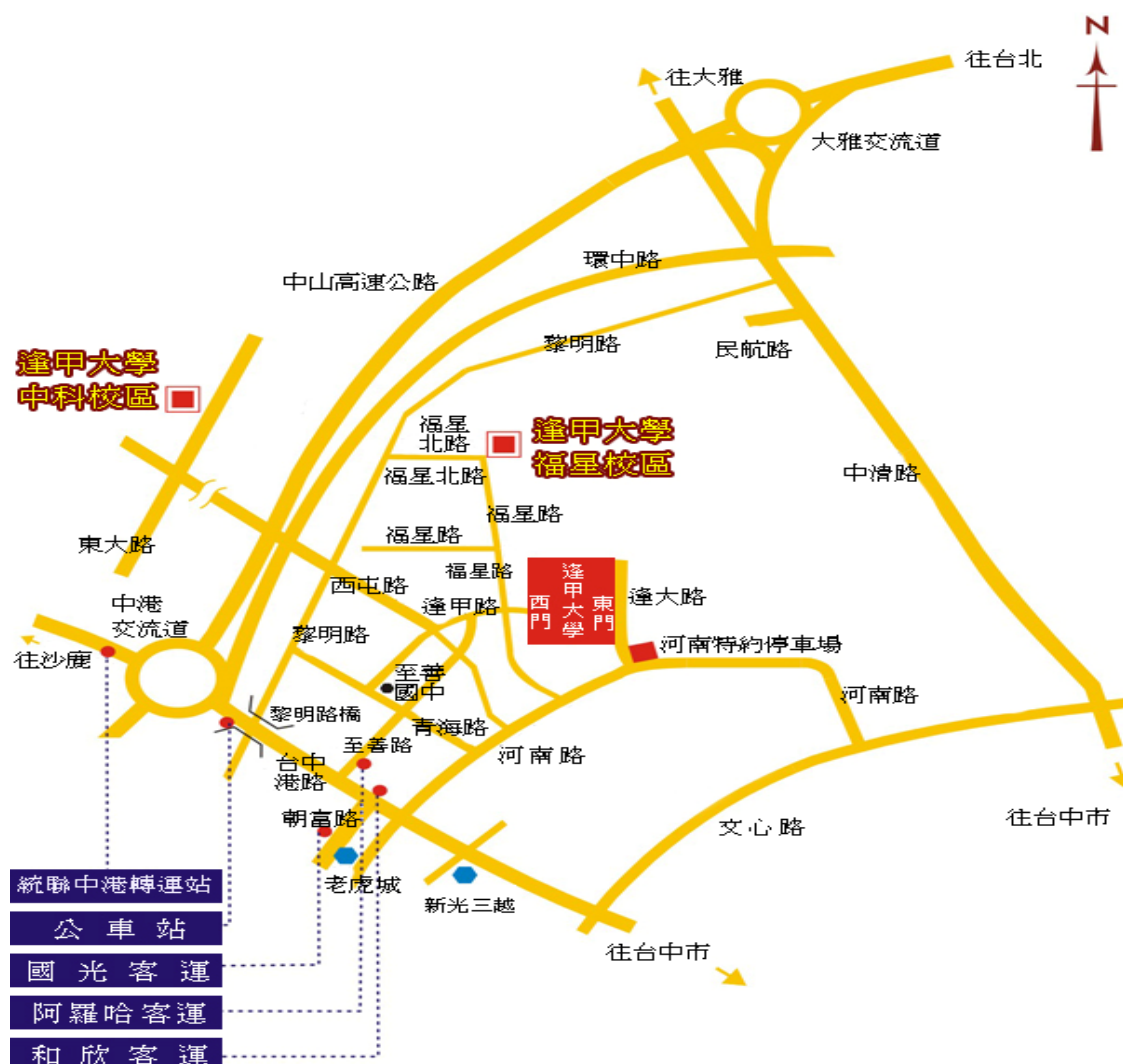 N
往台北
往大雅
大雅交流道
環中路
中山高速公路
黎明路
民航路
逢甲大學
中科校區
福星
北路
逢甲大學
福星校區
福星北路
中清路
福星路
東大路
福星路
福星路
西屯路
逢甲大學
西門
東門
逢大路
中港
交流道
逢甲路
黎明路
河南特約停車場
往沙鹿
至善
國中
河南路
黎明路橋
青海路
至善路
河南路
台中
港路
朝富路
文心路
往台中市
老虎城
新光三越
往台中市
統聯中港轉運站
公車站
國光客運
阿羅哈客運
和欣客運